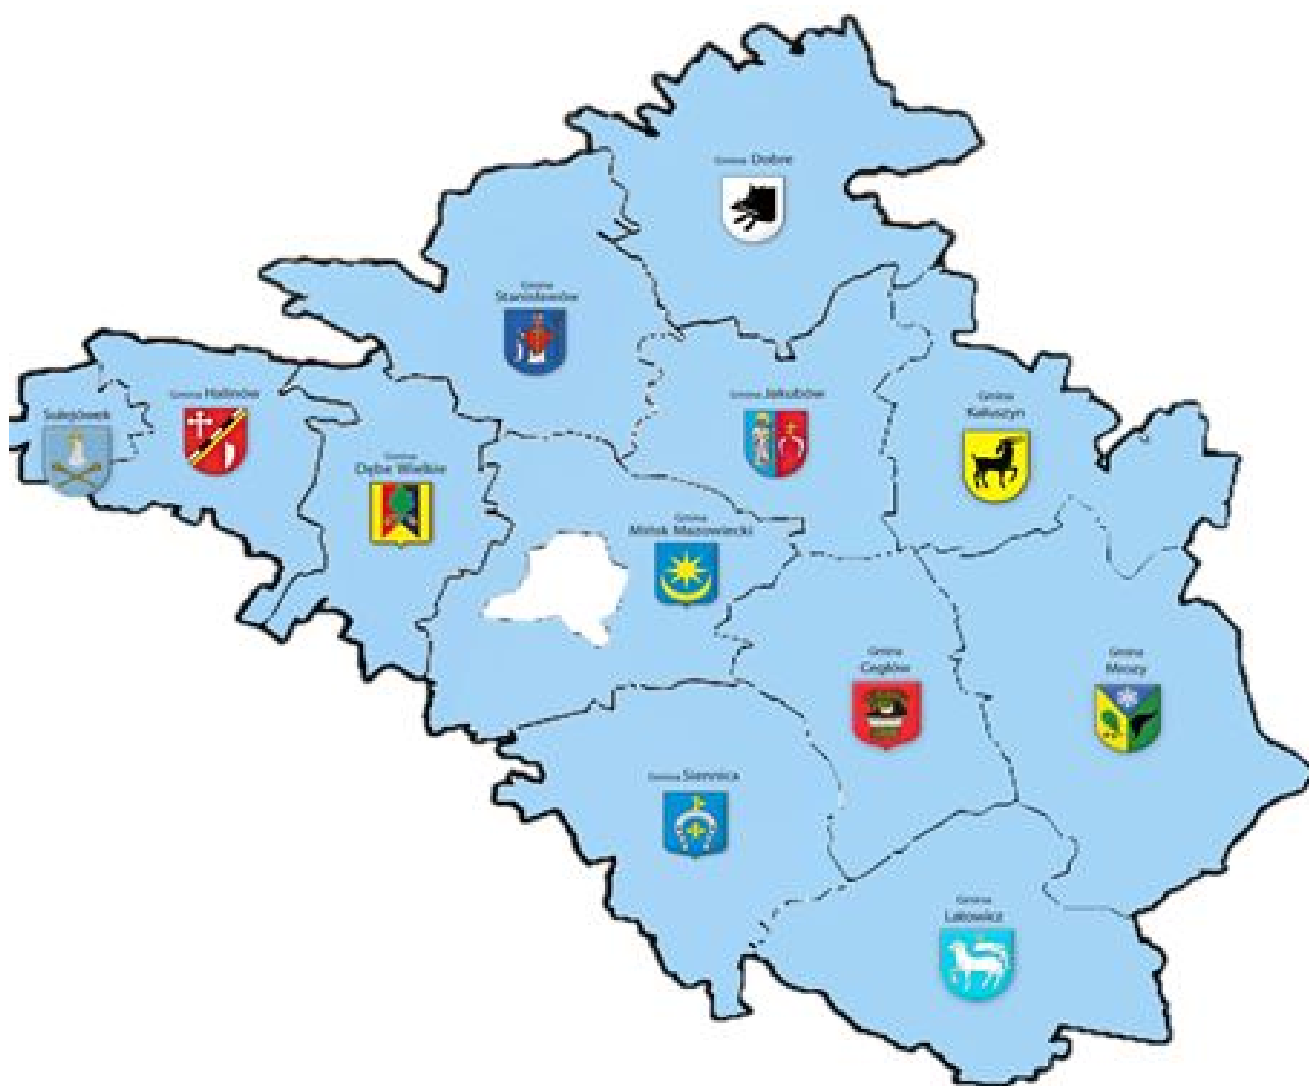 Gmina Dobre
Gmina
Stanisławów
Gmina Halinów
Sulejówek
Gmina Jakubów
Gmina
Kałuszyn
Gmina
Dębe Wielkie
Gmina
Mińsk Mazowiecki
Gmina
Cegłów
Gmina
Mrozy
Gmina Siennica
Gmina
Latowicz